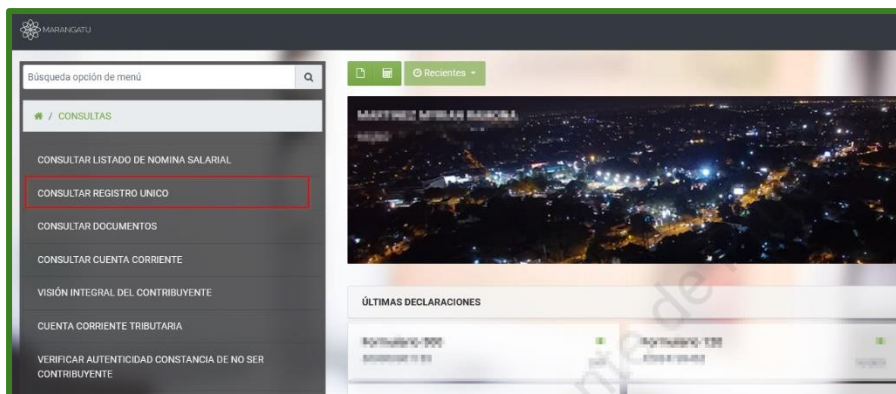 MARANGATU
Búsqueda opción de menú
Recientes
/ CONSULTAS
CONSULTAR LISTADO DE NOMINA SALARIAL
CONSULTAR REGISTRO UNICO
CONSULTAR DOCUMENTOS
CONSULTAR CUENTA CORRIENTE
VISIÓN INTEGRAL DEL CONTRIBUYENTE
CUENTA CORRIENTE TRIBUTARIA
VERIFICAR AUTENTICIDAD CONSTANCIA DE NO SER
CONTRIBUYENTE
ÚLTIMAS DECLARACIONES